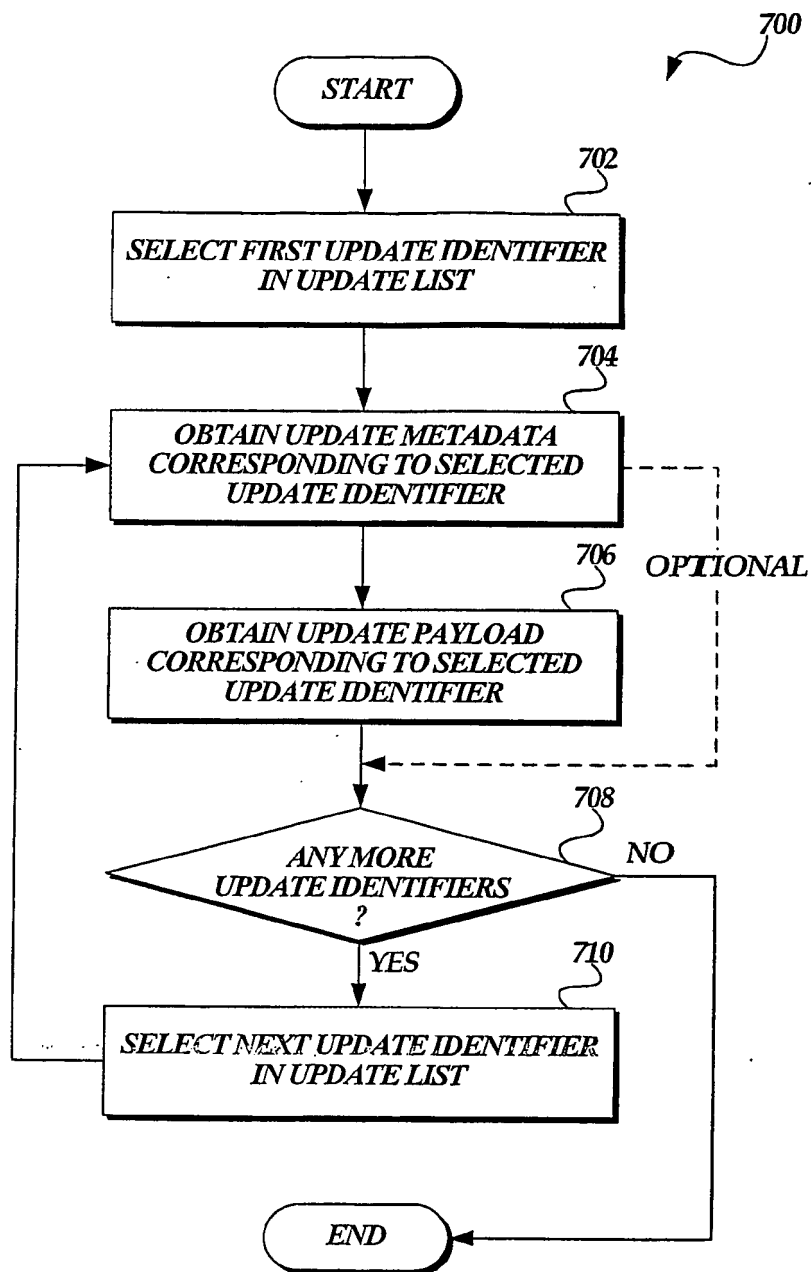 700
START
702
SELECT FIRST UPDATE IDENTIFIER
IN UPDATE LIST
704
OBTAIN UPDATE METADATA
CORRESPONDING TO SELECTED
UPDATE IDENTIFIER
OPTIONAL
706
OBTAIN UPDATE PAYLOAD
CORRESPONDING TO SELECTED
UPDATE IDENTIFIER
708
ANY MORE
UPDATE IDENTIFIERS
?
NO
YES
710
SELECT NEXT UPDATE IDENTIFIER
IN UPDATE LIST
END